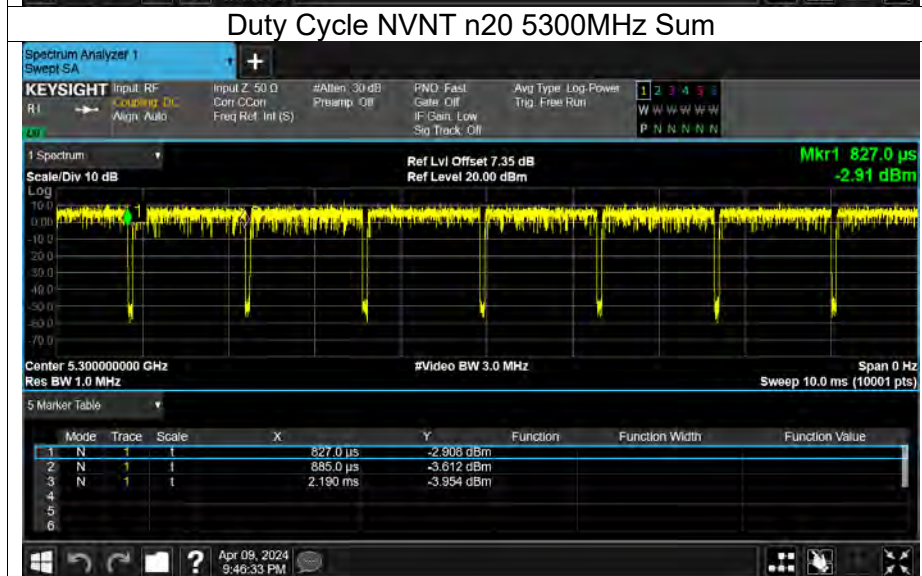 Duty Cycle NVNT n20 5300MHz Sum
Spectrum Analyzer 1
Swept SA
+
KEYSIGHT Input: RF Input Z: 50 Ω #Atten: 30 dB PNO: Fast Avg Type: Log-Power 1 2 3 4 5 6
Coupling: DC Corr CCorr Preamp: Off Gate: Off Trig: Free Run W W W W W W
Align: Auto Freq Ref: Int (S) IF Gain: Low P N N N N N
Sig Track: Off
1 Spectrum Ref Lvl Offset 7.35 dB Mkr1 827.0 µs
Scale/Div 10 dB Ref Level 20.00 dBm -2.91 dBm
Log
10.0
0.00
-10.0
-20.0
-30.0
-40.0
-50.0
-60.0
-70.0
1
Center 5.300000000 GHz #Video BW 3.0 MHz Span 0 Hz
Res BW 1.0 MHz Sweep 10.0 ms (10001 pts)
5 Marker Table
Mode Trace Scale X Y Function Function Width Function Value
1 N 1 t 827.0 µs -2.908 dBm
2 N 1 t 885.0 µs -3.612 dBm
3 N 1 t 2.190 ms -3.954 dBm
4
5
6
? Apr 09, 2024
9:46:33 PM